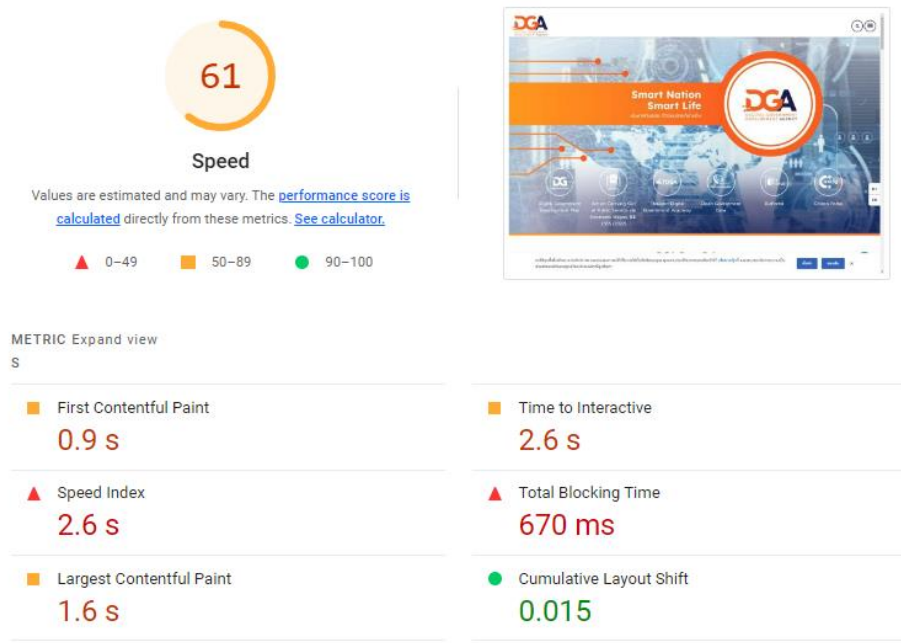 61
Speed
Values are estimated and may vary. The performance score is
calculated directly from these metrics. See calculator.
0–49
50–89
90–100
DGA
Smart Nation
Smart Life
DGA
DG
METRIC Expand view
S
First Contentful Paint
0.9 s
Time to Interactive
2.6 s
Speed Index
2.6 s
Total Blocking Time
670 ms
Largest Contentful Paint
1.6 s
Cumulative Layout Shift
0.015